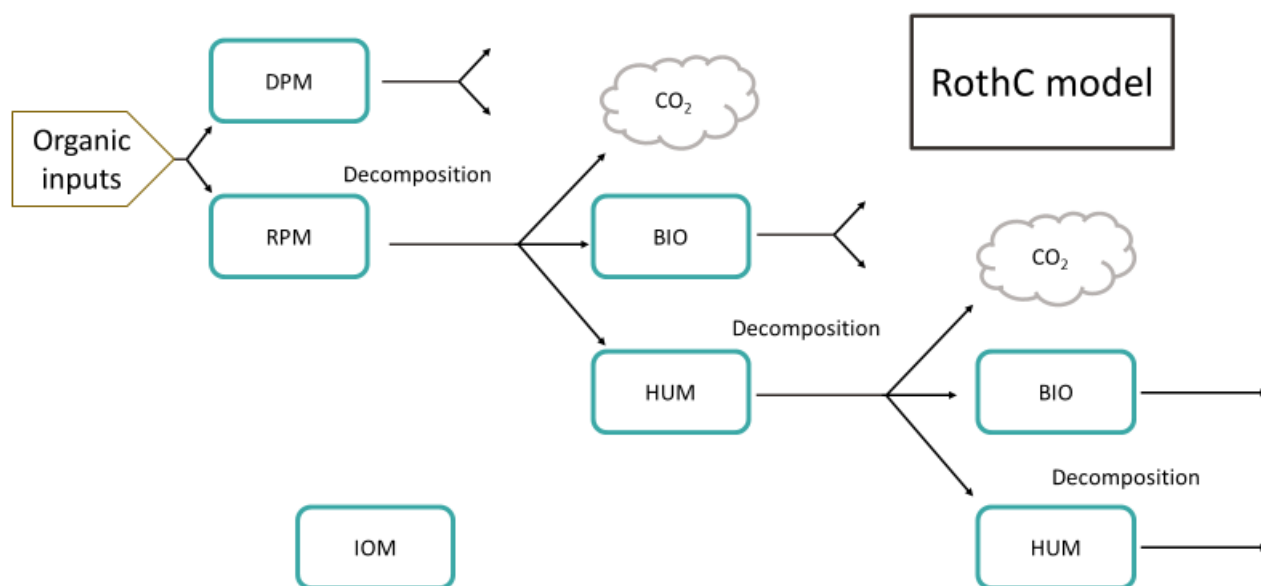 DPM
RothC model
CO₂
Organic
inputs
Decomposition
RPM
BIO
CO₂
Decomposition
HUM
BIO
Decomposition
IOM
HUM